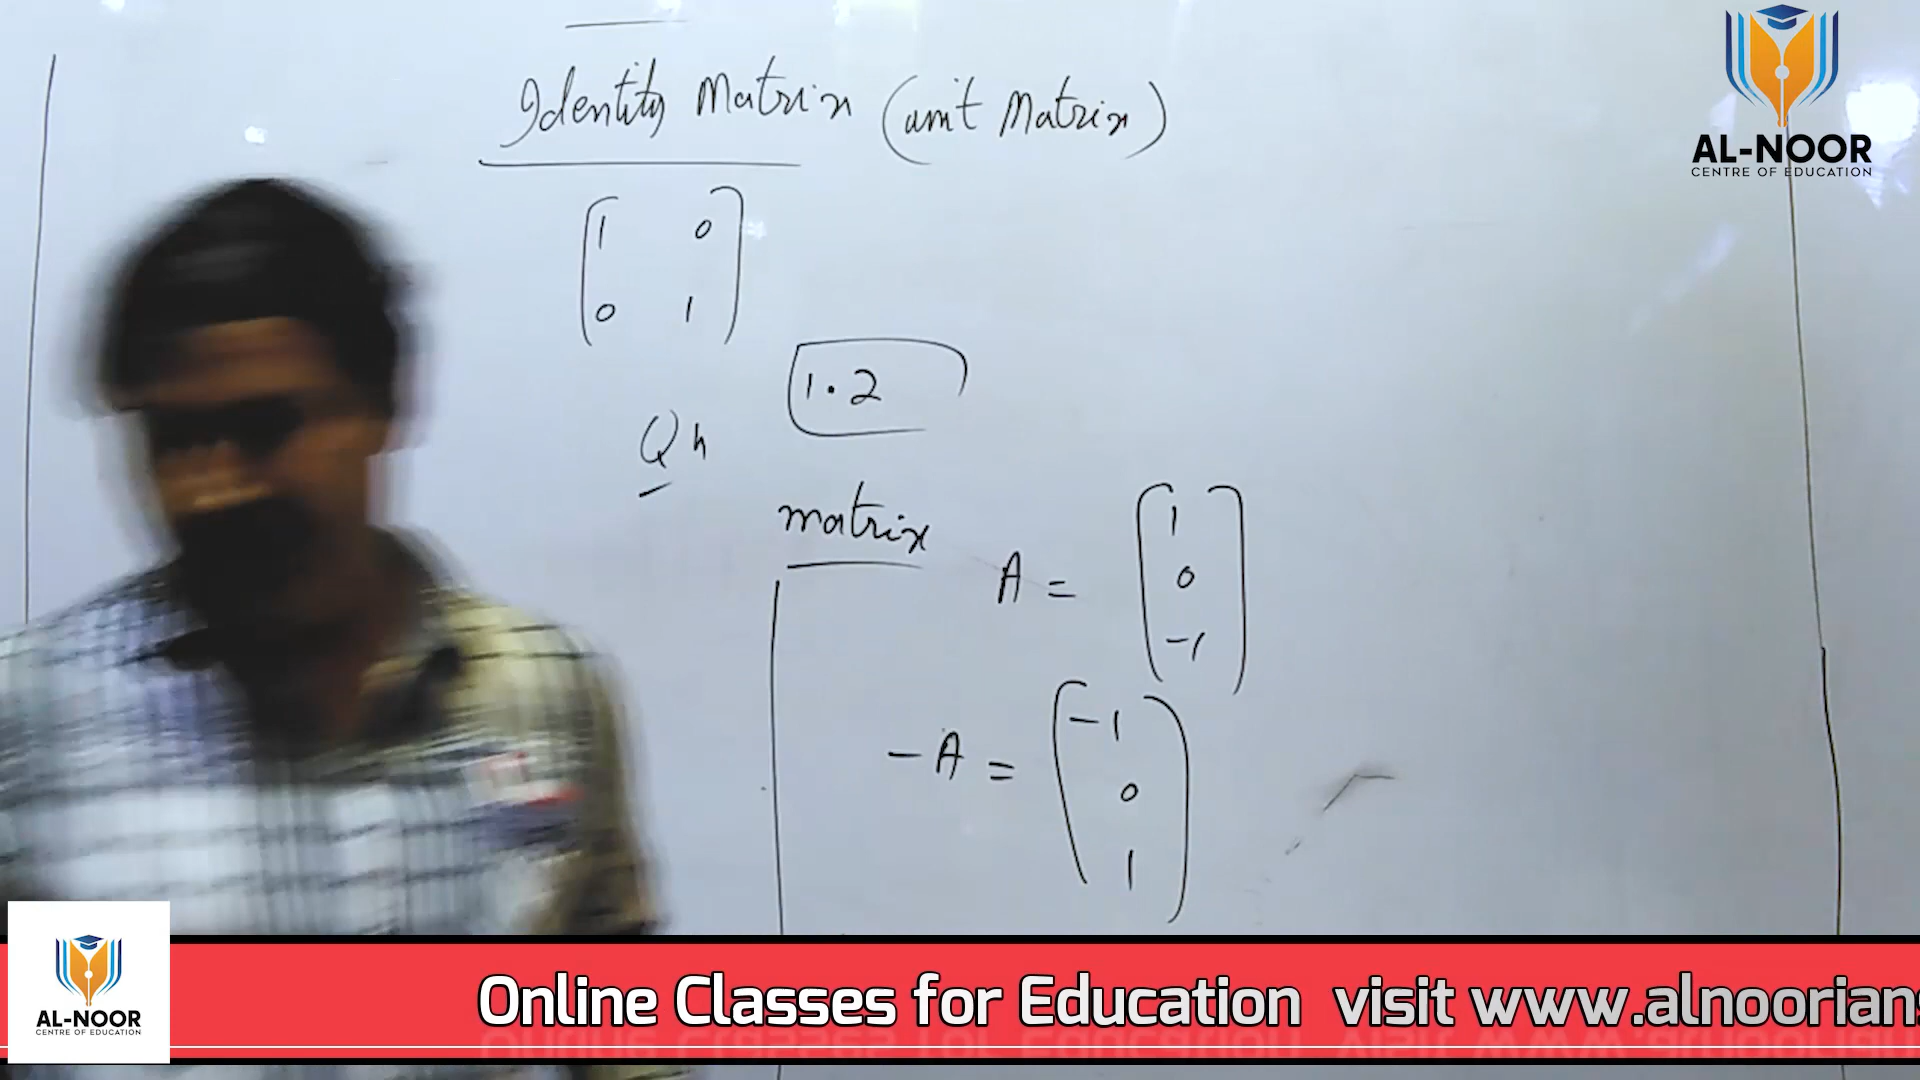 Identity Matrix (unit Matrix)
1 0
0 1
1.2
matrix
A =
1
0
-1
-A =
-1
0
1
AL-NOOR
CENTRE OF EDUCATION
AL-NOOR
CENTRE OF EDUCATION
Online Classes for Education visit www.alnoorians